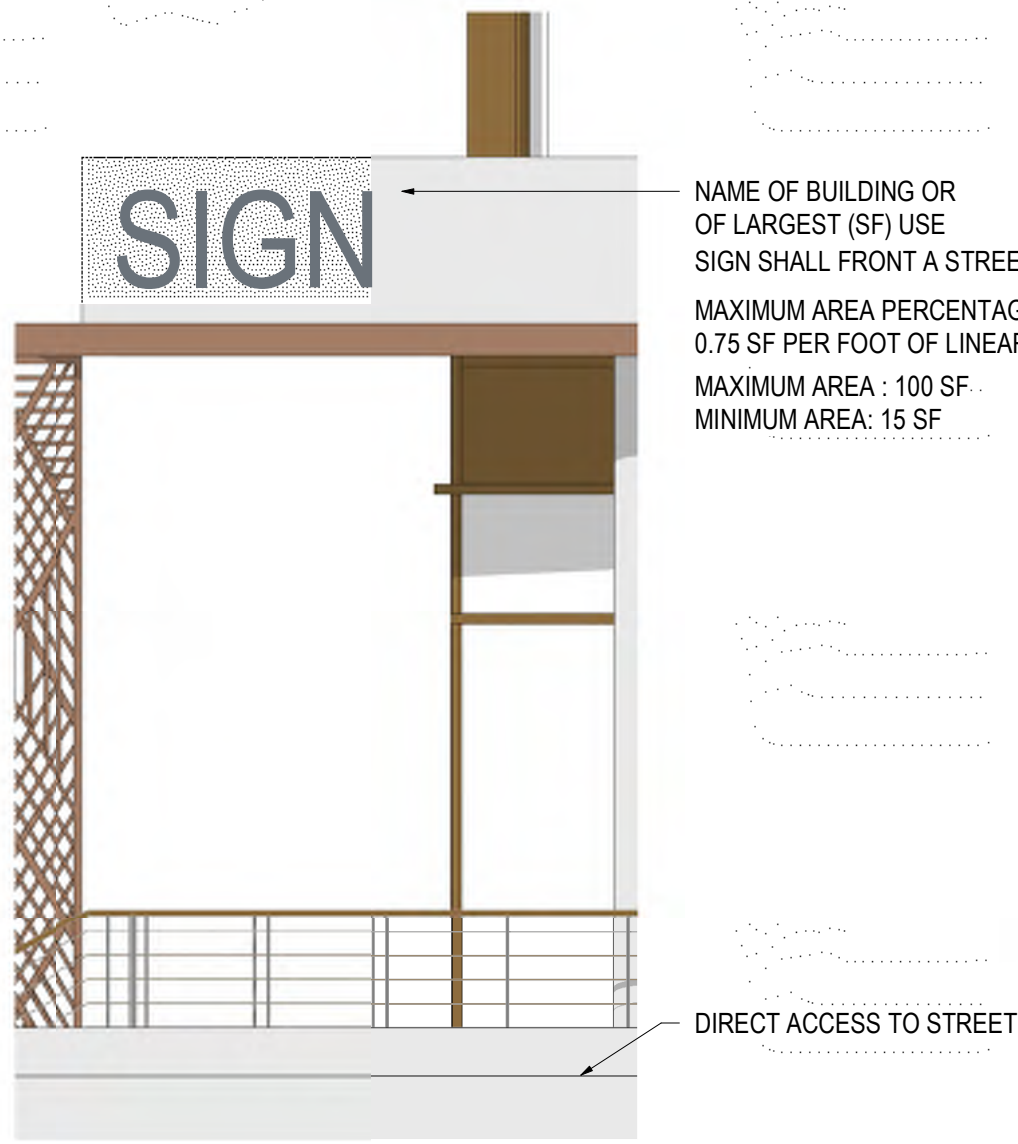 SIGN
NAME OF BUILDING OR
OF LARGEST (SF) USE
SIGN SHALL FRONT A STREE
MAXIMUM AREA PERCENTAG
0.75 SF PER FOOT OF LINEAR
MAXIMUM AREA : 100 SF
MINIMUM AREA: 15 SF
DIRECT ACCESS TO STREET